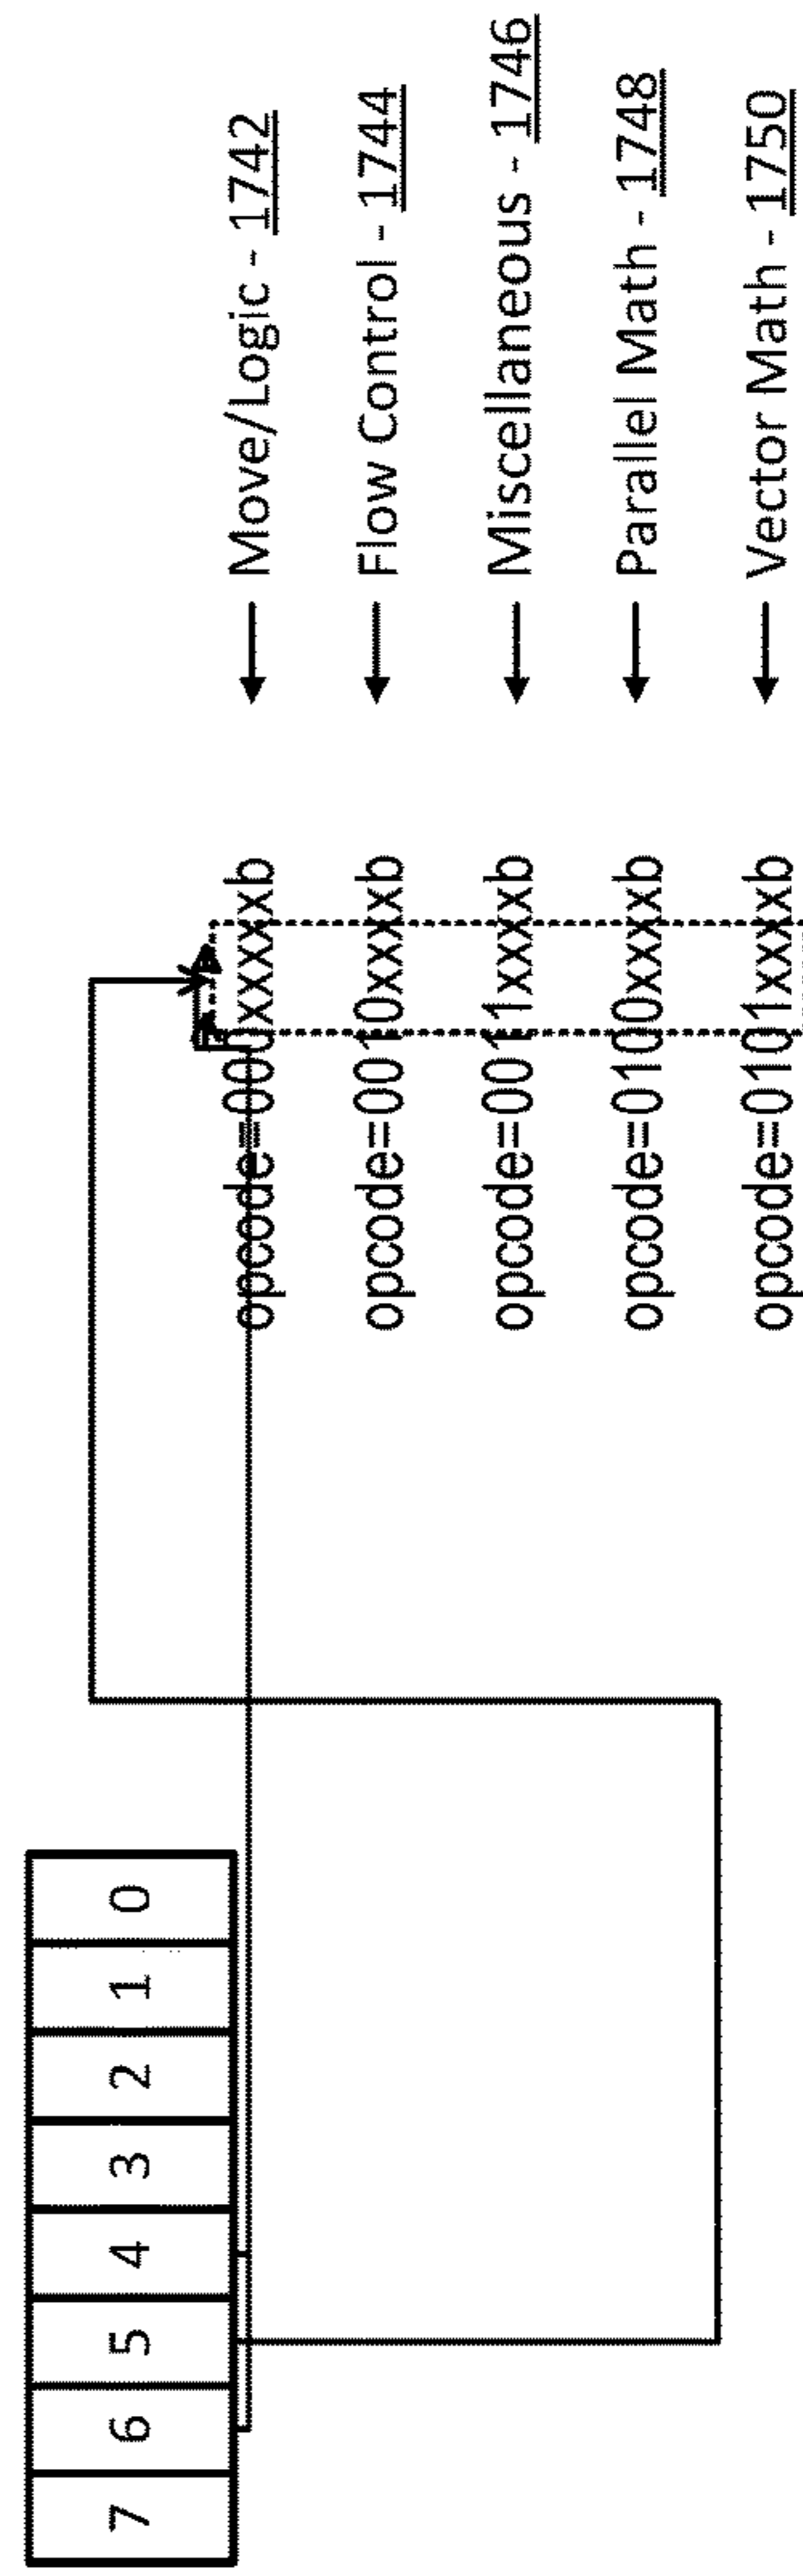 7 6 5 4 3 2 1 0
opcode=000xxxxxb ← Move/Logic - 1742
opcode=0010xxxxb ← Flow Control - 1744
opcode=0011xxxxb ← Miscellaneous - 1746
opcode=0100xxxxb ← Parallel Math - 1748
opcode=0101xxxxb ← Vector Math - 1750